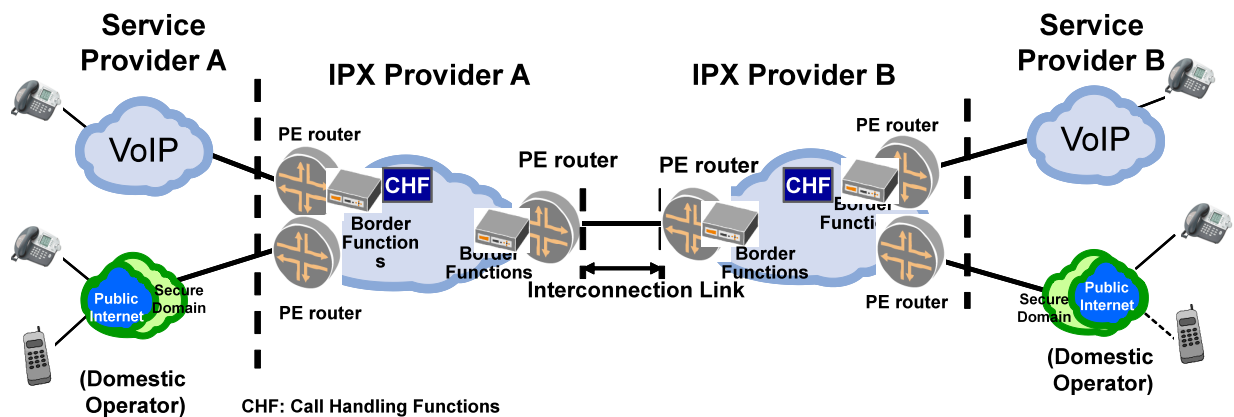 Service
Provider A
IPX Provider A
IPX Provider B
Service
Provider B
VoIP
PE router
CHF
Border
Function
s
PE router
Border
Functions
PE router
PE router
CHF
Border
Functions
Border
Functions
VoIP
PE router
PE router
Interconnection Link
Public
Internet
Secure
Domain
(Domestic
Operator)
Secure
Domain
Public
Internet
(Domestic
Operator)
CHF: Call Handling Functions